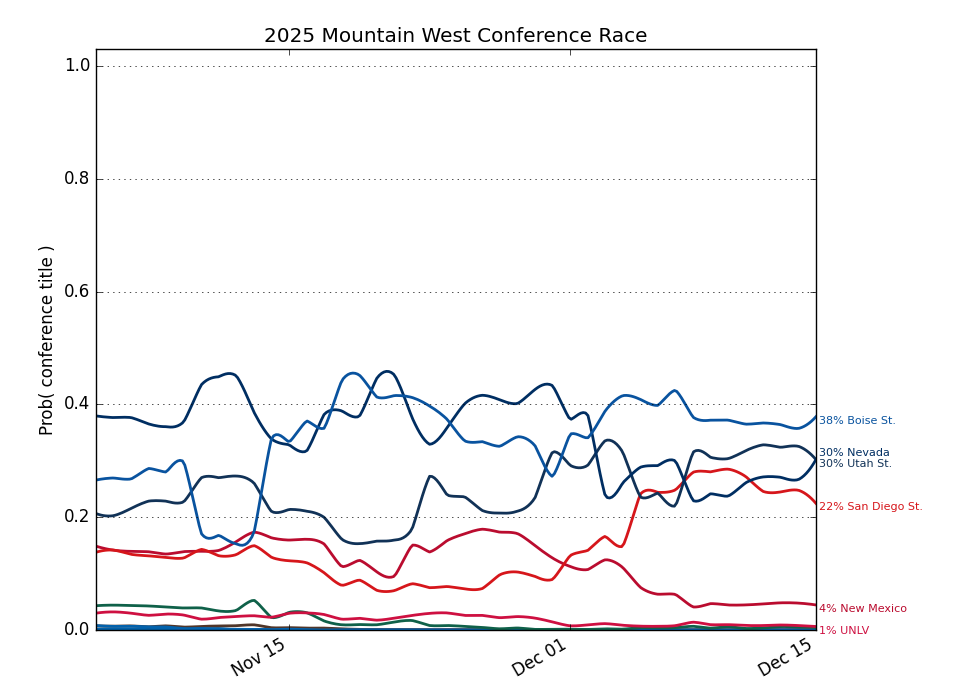 2025 Mountain West Conference Race
1.0
0.8
0.6
0.4
0.2
0.0
Prob( conference title )
38% Boise St.
30% Nevada
30% Utah St.
22% San Diego St.
4% New Mexico
1% UNLV
Nov 15
Dec 01
Dec 15